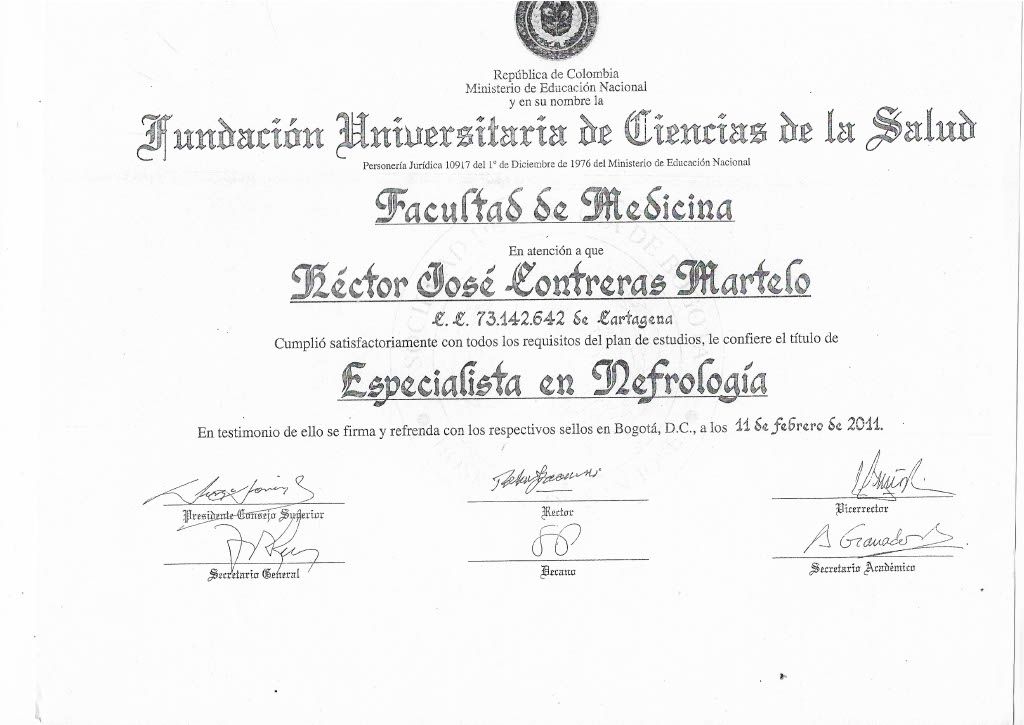 República de Colombia
Ministerio de Educación Nacional
y en su nombre la
Fundación Universitaria de Ciencias de la Salud
Personería Jurídica 10917 del 1º de Diciembre de 1976 del Ministerio de Educación Nacional
Facultad de Medicina
En atención a que
Héctor José Contreras Martelo
C. C. 73.142.642 de Cartagena
Cumplió satisfactoriamente con todos los requisitos del plan de estudios, le confiere el título de
Especialista en Nefrología
En testimonio de ello se firma y refrenda con los respectivos sellos en Bogotá, D.C., a los 11 de febrero de 2011.
Presidente Consejo Superior
Rector
Vicerrector
A Granados
Secretario General
Decano
Secretario Académico